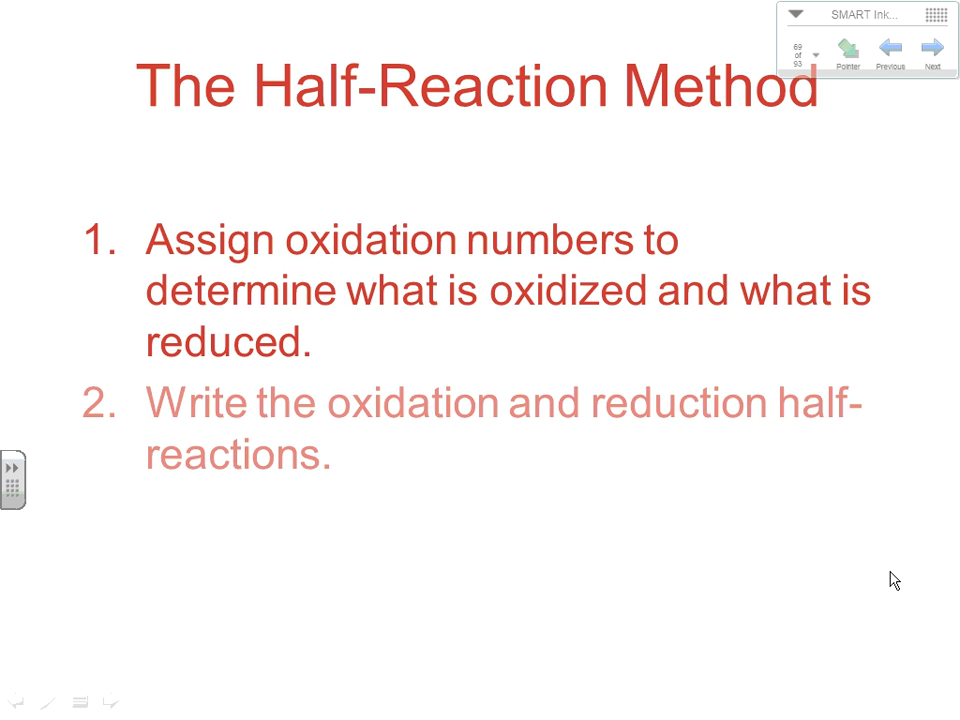 SMART Ink...
69
of
93
Pointer
Previous
Next
The Half-Reaction Method
1. Assign oxidation numbers to
determine what is oxidized and what is
reduced.
2. Write the oxidation and reduction half-
reactions.